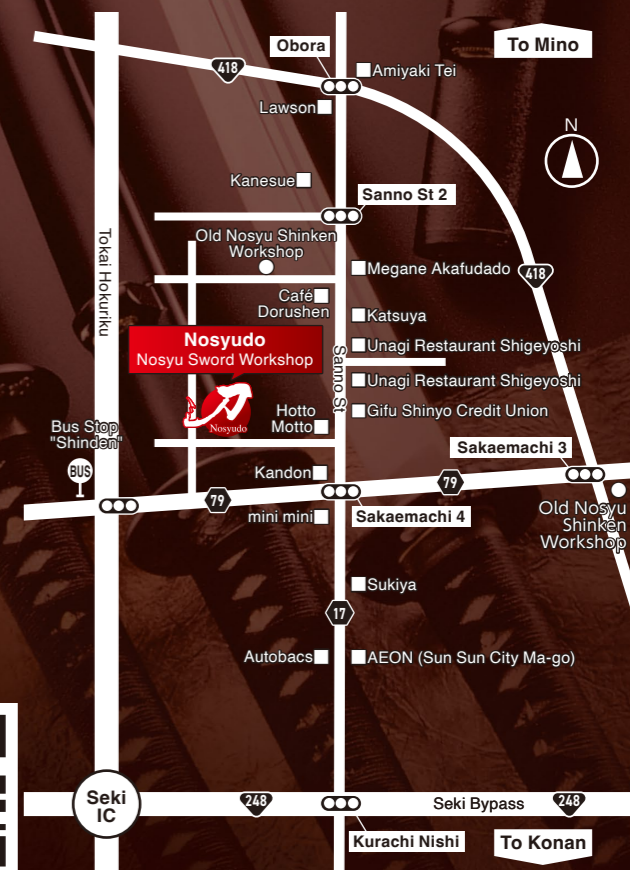 Obora
To Mino
418
Amiyaki Tei
Lawson
N
Kanesue
Sanno St 2
Tokai Hokuriku
Old Nosyu Shinken
Workshop
Megane Akafudado
418
Café
Dorushen
Katsuya
Nosyudo
Nosyu Sword Workshop
Sanno St
Unagi Restaurant Shigeyoshi
Unagi Restaurant Shigeyoshi
Nosyudo
Hotto
Motto
Gifu Shinyo Credit Union
Bus Stop
"Shinden"
BUS
Sakaemachi 3
Kandon
79
79
mini mini
Sakaemachi 4
Old Nosyu
Shinken
Workshop
Sukiya
17
Autobacs
AEON (Sun Sun City Ma-go)
Seki
IC
248
Seki Bypass
248
Kurachi Nishi
To Konan